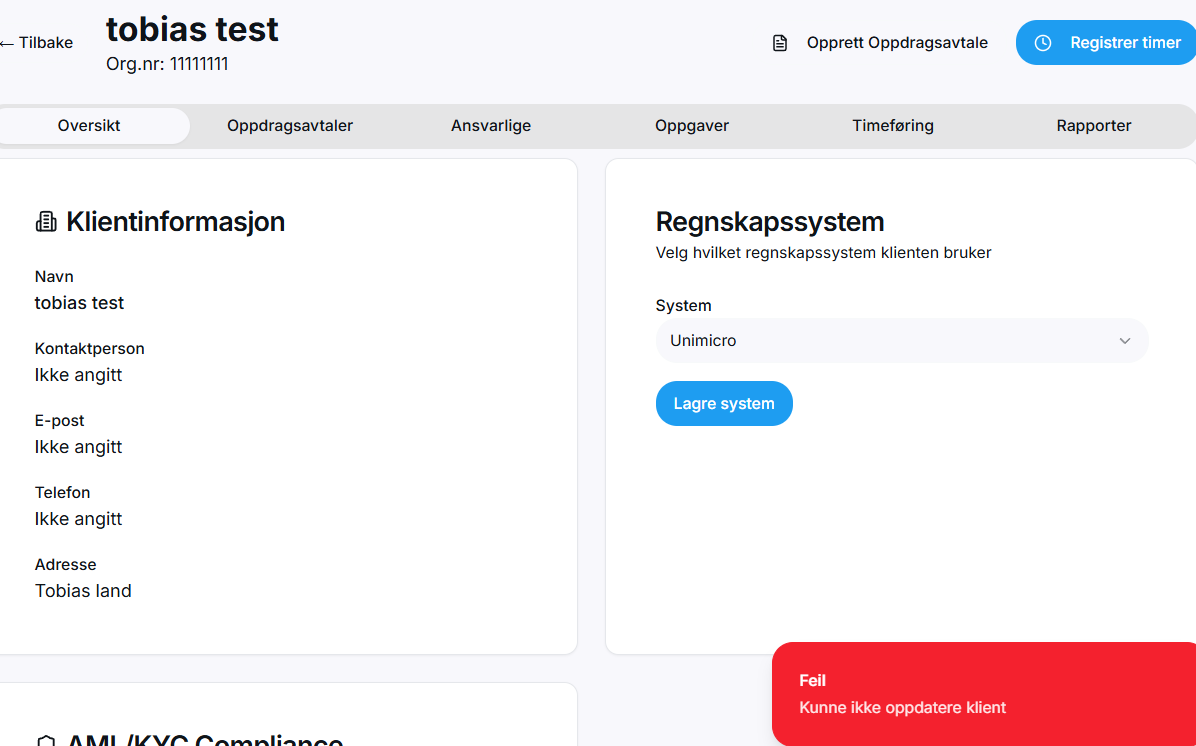 ← Tilbake
tobias test
Org.nr: 11111111
Opprett Oppdragsavtale
Registrer timer
Oversikt
Oppdragsavtaler
Ansvarlige
Oppgaver
Timeføring
Rapporter
Klientinformasjon
Navn
tobias test
Kontaktperson
Ikke angitt
E-post
Ikke angitt
Telefon
Ikke angitt
Adresse
Tobias land
Regnskapssystem
Velg hvilket regnskapssystem klienten bruker
System
Unimicro
Lagre system
AML/KYC Compliance
Feil
Kunne ikke oppdatere klient